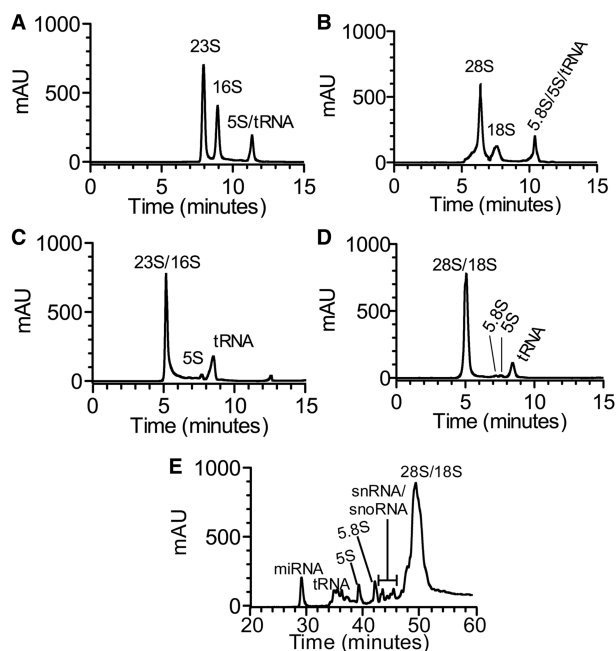 A
1000
500
0
mAU
23S
16S
5S/tRNA
0 5 10 15
Time (minutes)
B
1000
500
0
mAU
28S
18S
5.8S/5S/tRNA
0 5 10 15
Time (minutes)
C
1000
500
0
mAU
23S/16S
5S
tRNA
0 5 10 15
Time (minutes)
D
1000
500
0
mAU
28S/18S
5.8S
5S
tRNA
0 5 10 15
Time (minutes)
E
1000
500
0
mAU
miRNA
tRNA
5S
5.8S
snRNA/
snoRNA
28S/18S
20 30 40 50 60
Time (minutes)